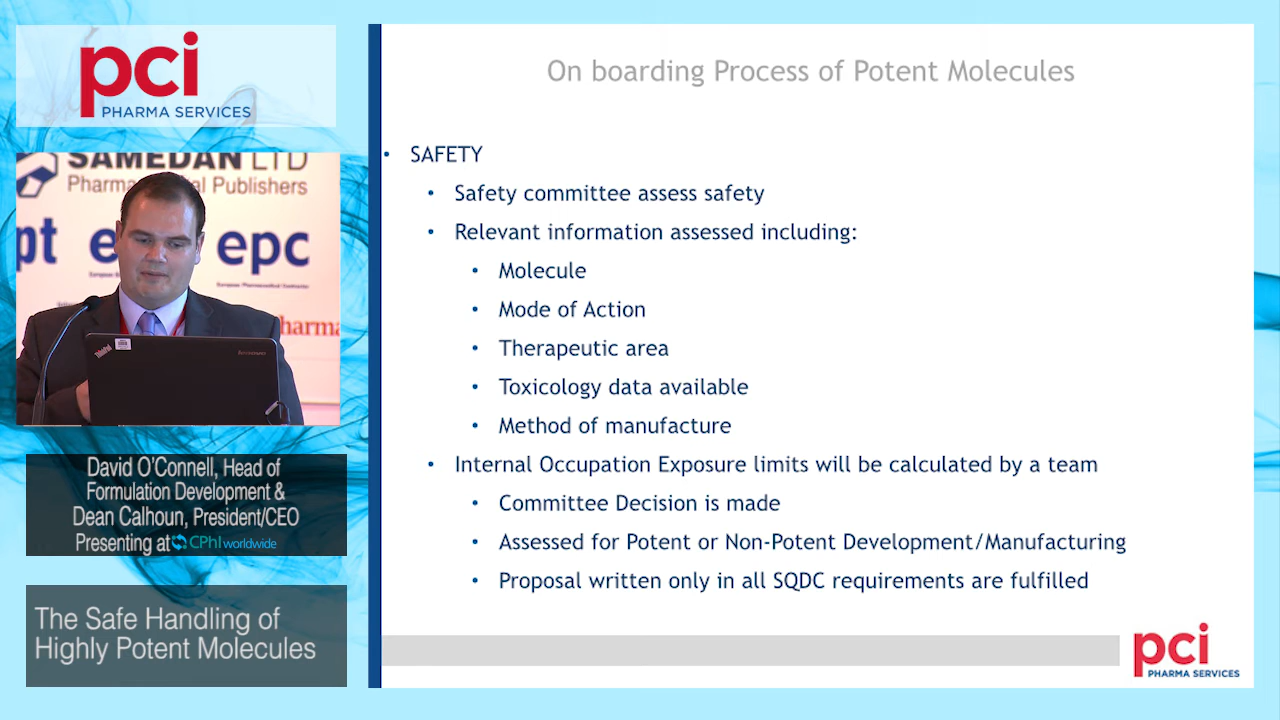 pci
PHARMA SERVICES
SAMEDAN LTD
Publishers
pt
epc
European Pharmaceutical Contractor
harma
ThinkPad
David O'Connell, Head of
Formulation Development &
Dean Calhoun, President/CEO
Presenting at CPhI worldwide
The Safe Handling of
Highly Potent Molecules
On boarding Process of Potent Molecules
• SAFETY
• Safety committee assess safety
• Relevant information assessed including:
• Molecule
• Mode of Action
• Therapeutic area
• Toxicology data available
• Method of manufacture
• Internal Occupation Exposure limits will be calculated by a team
• Committee Decision is made
• Assessed for Potent or Non-Potent Development/Manufacturing
• Proposal written only in all SQDC requirements are fulfilled
pci
PHARMA SERVICES